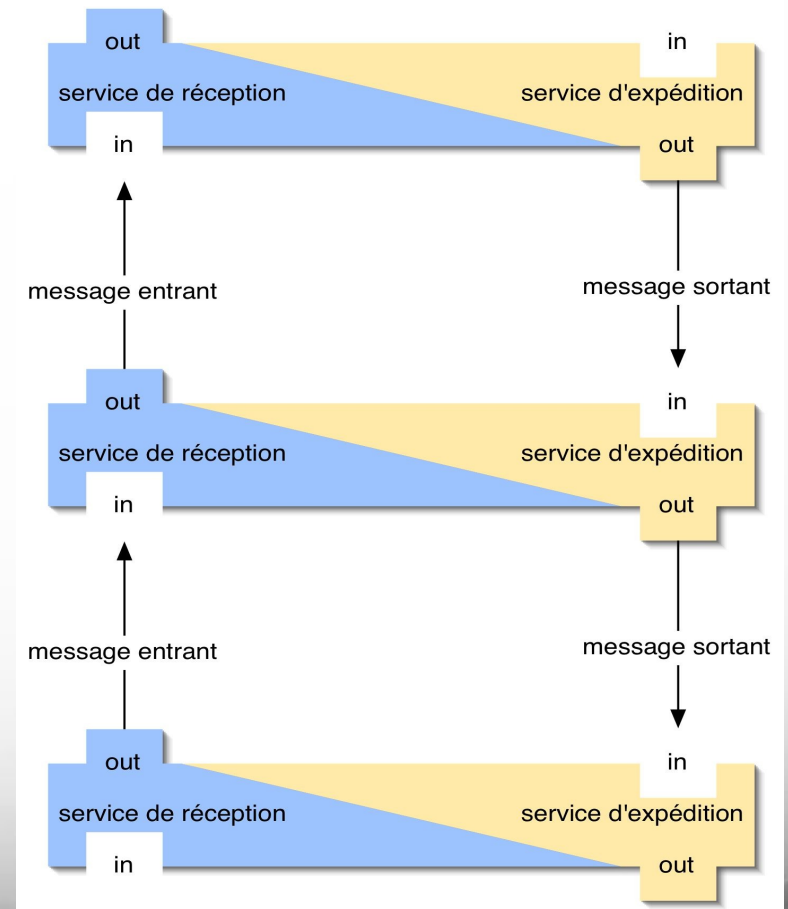 out
in
service de réception
service d'expédition
in
out
message entrant
message sortant
out
in
service de réception
service d'expédition
in
out
message entrant
message sortant
out
in
service de réception
service d'expédition
in
out